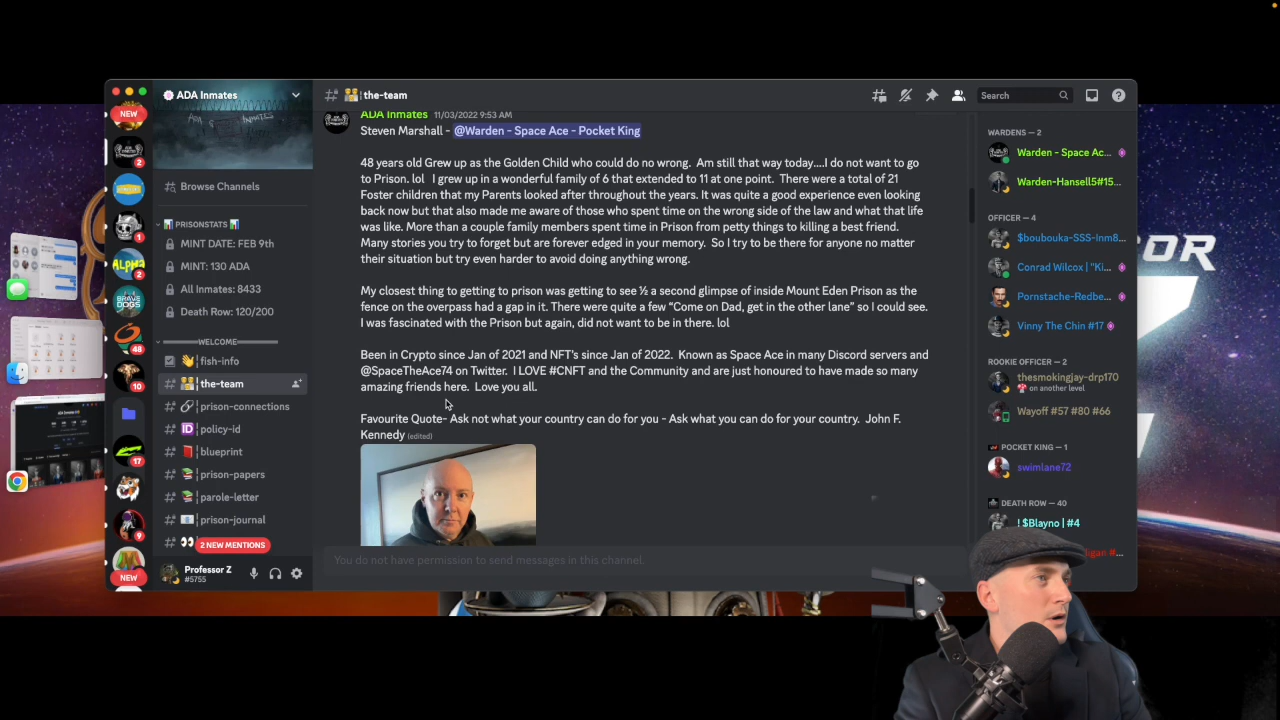 ADA Inmates
the-team
Search
NEW
2
1
2
48
10
17
9
NEW
Browse Channels
PRISONSTATS
MINT DATE: FEB 9th
MINT: 130 ADA
All Inmates: 8433
Death Row: 120/200
WELCOME
fish-info
the-team
prison-connections
policy-id
blueprint
prison-papers
parole-letter
prison-journal
2 NEW MENTIONS
Professor Z
#5755
ADA Inmates 11/03/2022 9:53 AM
Steven Marshall - @Warden - Space Ace - Pocket King
48 years old Grew up as the Golden Child who could do no wrong. Am still that way today....I do not want to go
to Prison. lol I grew up in a wonderful family of 6 that extended to 11 at one point. There were a total of 21
Foster children that my Parents looked after throughout the years. It was quite a good experience even looking
back now but that also made me aware of those who spent time on the wrong side of the law and what that life
was like. More than a couple family members spent time in Prison from petty things to killing a best friend.
Many stories you try to forget but are forever edged in your memory. So I try to be there for anyone no matter
their situation but try even harder to avoid doing anything wrong.
My closest thing to getting to prison was getting to see ½ a second glimpse of inside Mount Eden Prison as the
fence on the overpass had a gap in it. There were quite a few “Come on Dad, get in the other lane” so I could see.
I was fascinated with the Prison but again, did not want to be in there. lol
Been in Crypto since Jan of 2021 and NFT's since Jan of 2022. Known as Space Ace in many Discord servers and
@SpaceTheAce74 on Twitter. I LOVE #CNFT and the Community and are just honoured to have made so many
amazing friends here. Love you all.
Favourite Quote- Ask not what your country can do for you - Ask what you can do for your country. John F.
Kennedy (edited)
You do not have permission to send messages in this channel.
WARDENS — 2
Warden - Space Ac...
Warden-Hansell5#15...
OFFICER — 4
$boubouka-SSS-Inm8...
Conrad Wilcox | "Ki...
Pornstache-Redbe...
Vinny The Chin #17
ROOKIE OFFICER — 2
thesmokingjay-drp170
on another level
Wayoff #57 #80 #66
POCKET KING — 1
swimlane72
DEATH ROW — 40
! $Blayno | #4